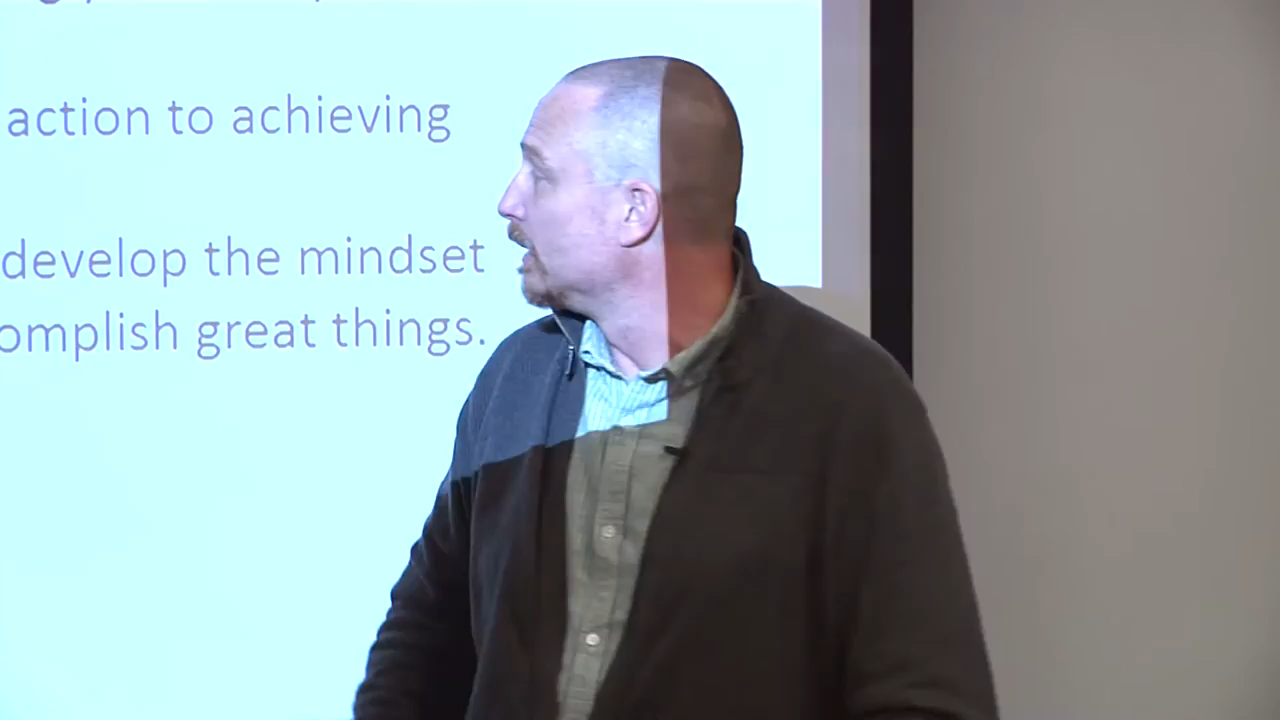 action to achieving
develop the mindset
omplish great things.